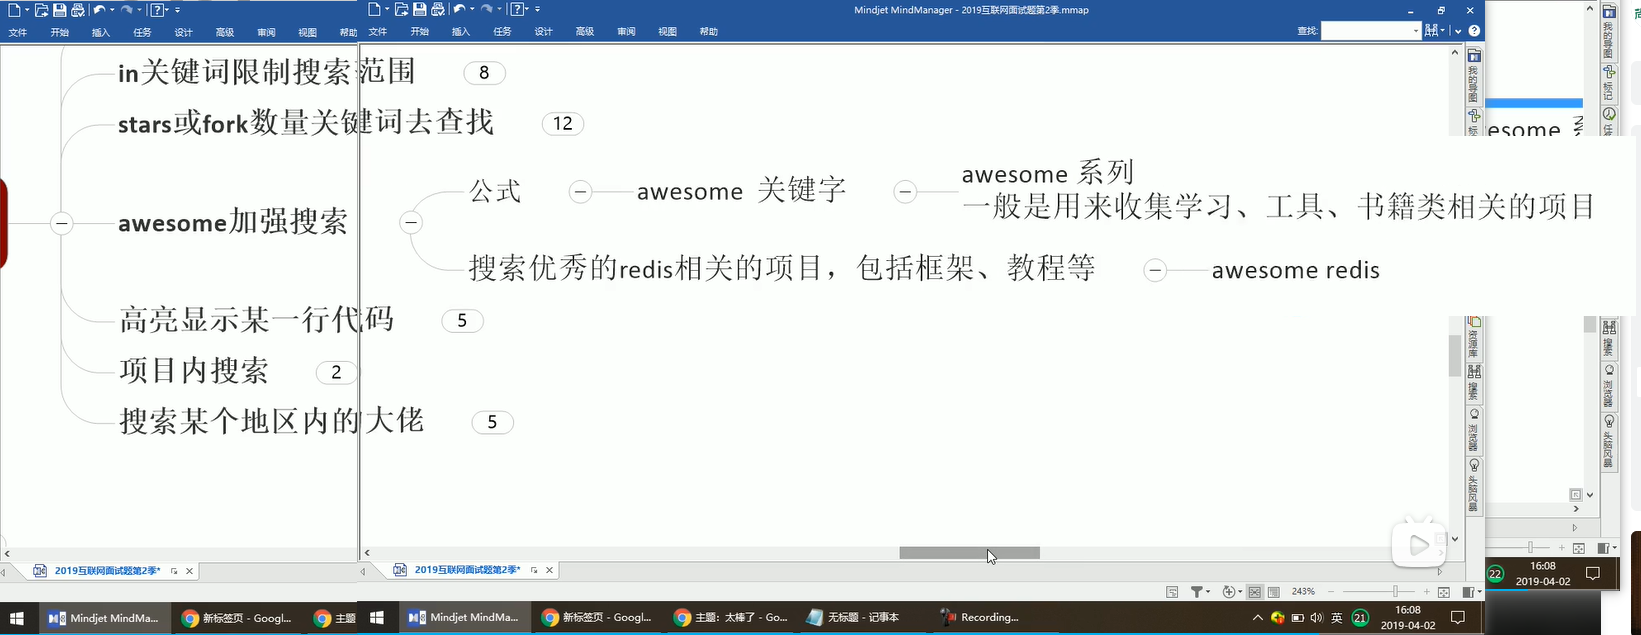 Mindjet MindManager - 2019互联网面试题第2季.mmap
文件 开始 插入 任务 设计 高级 审阅 视图 帮助
文件 开始 插入 任务 设计 高级 审阅 视图 帮助
查找:
in关键词限制搜索范围 8
stars或fork数量关键词去查找 12
awesome加强搜索
公式
awesome 关键字
awesome 系列
一般是用来收集学习、工具、书籍类相关的项目
搜索优秀的redis相关的项目，包括框架、教程等
awesome redis
高亮显示某一行代码 5
项目内搜索 2
搜索某个地区内的大佬 5
我的导图
资源库
搜索
浏览器
头脑风暴
我的导图
标记
搜索
浏览器
头脑风暴
2019互联网面试题第2季*
2019互联网面试题第2季*
243%
Mindjet MindMa...
新标签页 - Googl...
主题
Mindjet MindMa...
新标签页 - Googl...
主题：太棒了 - Go...
无标题 - 记事本
Recording...
英
21
16:08
2019-04-02
22
16:08
2019-04-02